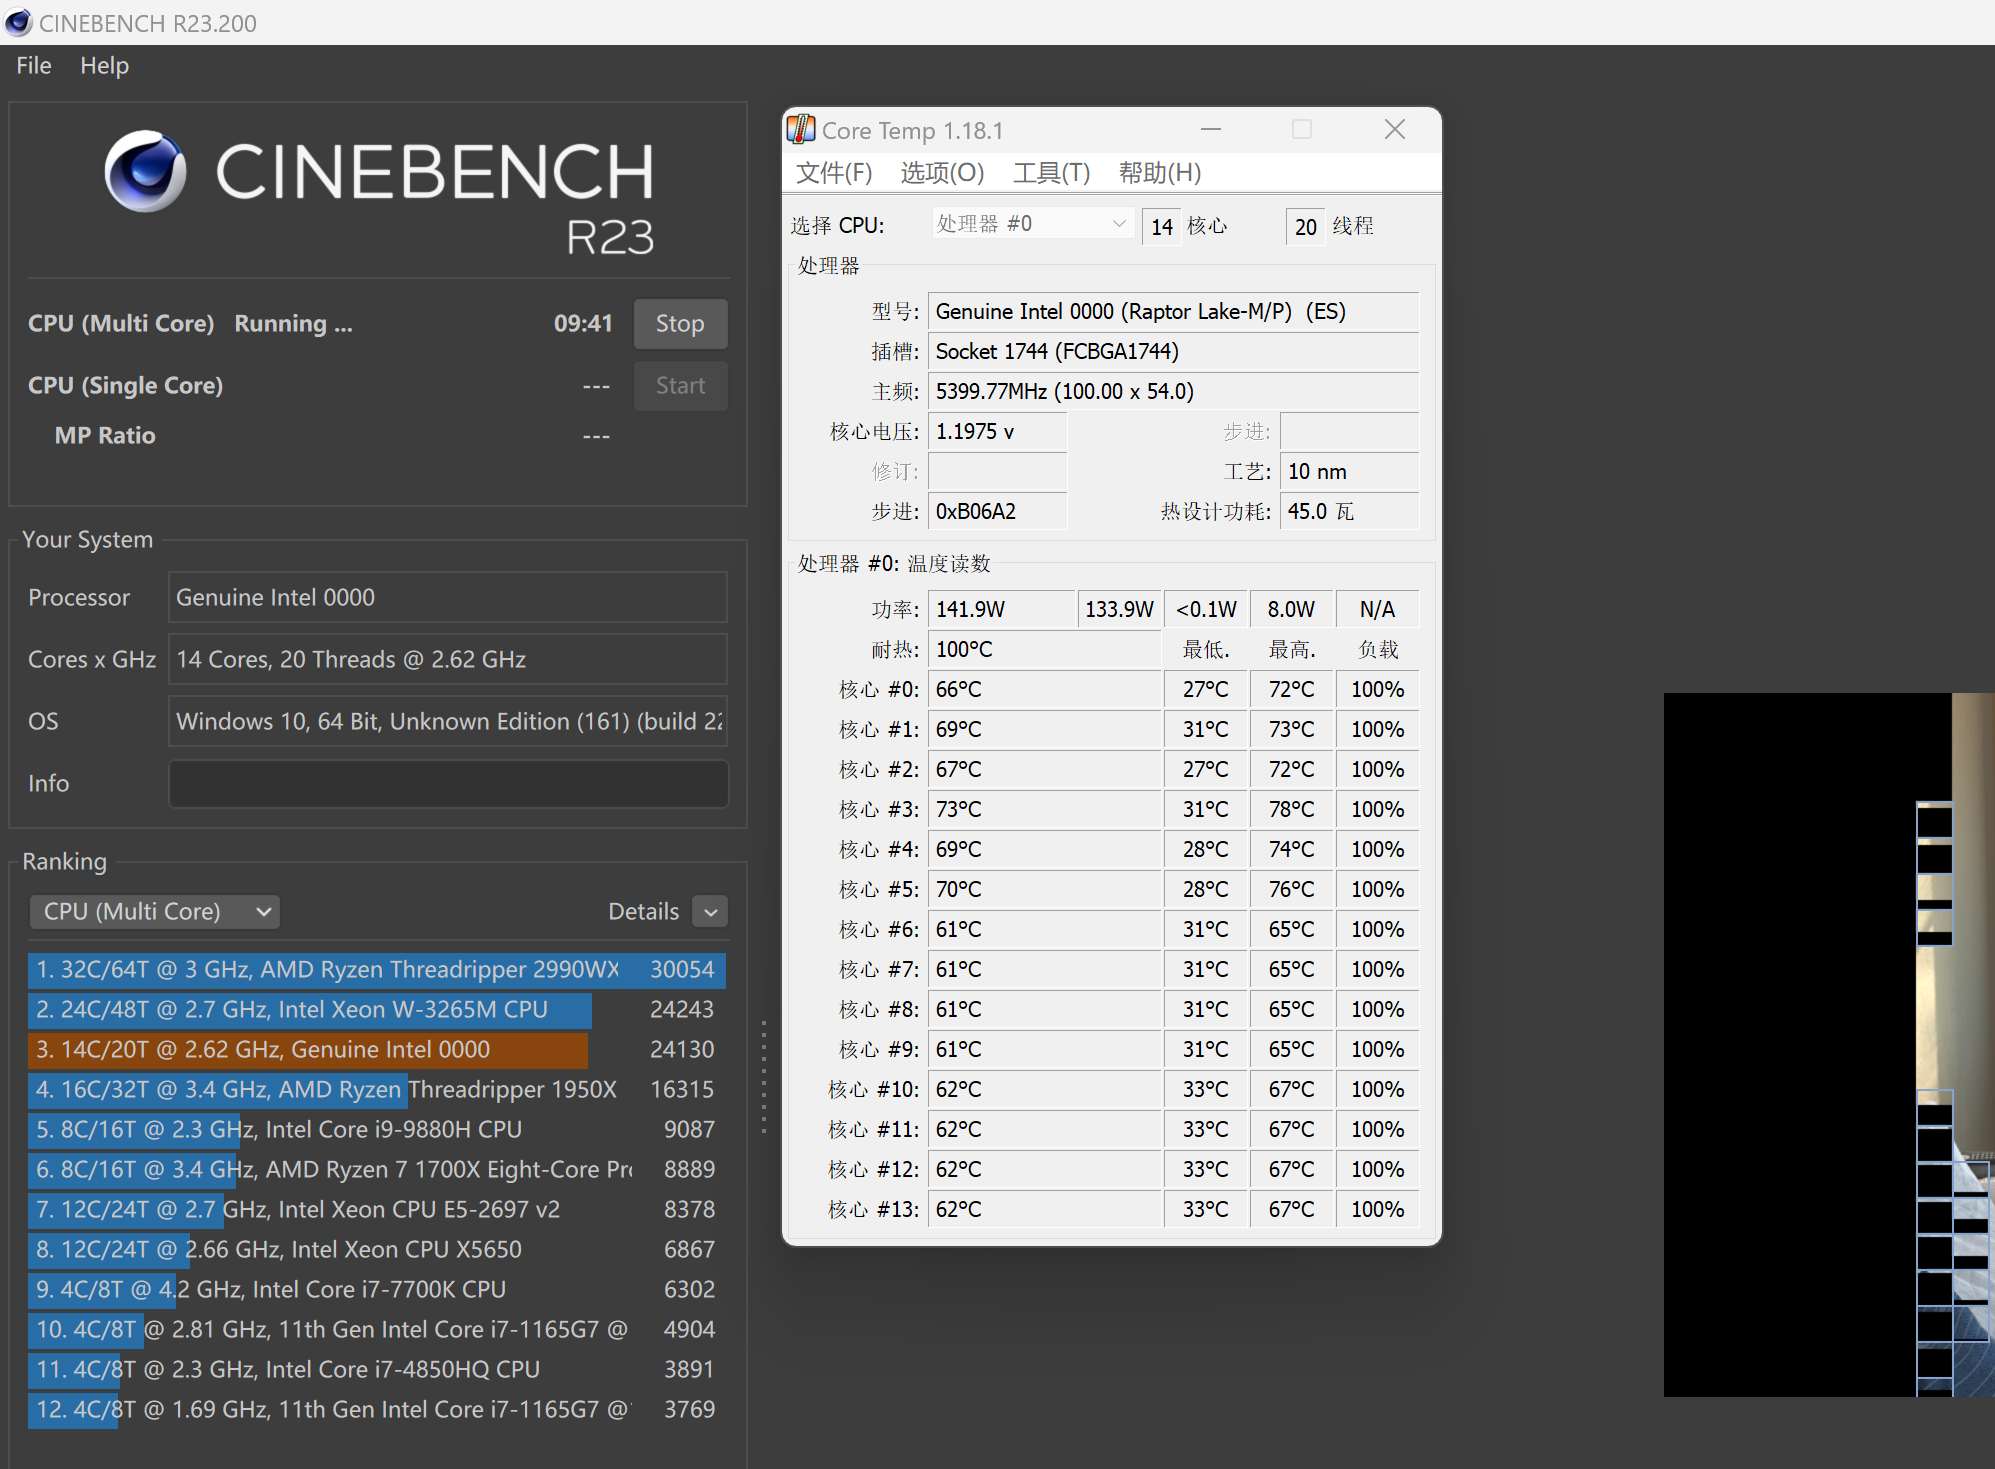 CINEBENCH R23.200
File Help
CINEBENCH
R23
CPU (Multi Core) Running ... 09:41 Stop
CPU (Single Core) --- Start
MP Ratio ---
Your System
Processor Genuine Intel 0000
Cores x GHz 14 Cores, 20 Threads @ 2.62 GHz
OS Windows 10, 64 Bit, Unknown Edition (161) (build 22
Info
Ranking
CPU (Multi Core) Details
1. 32C/64T @ 3 GHz, AMD Ryzen Threadripper 2990WX 30054
2. 24C/48T @ 2.7 GHz, Intel Xeon W-3265M CPU 24243
3. 14C/20T @ 2.62 GHz, Genuine Intel 0000 24130
4. 16C/32T @ 3.4 GHz, AMD Ryzen Threadripper 1950X 16315
5. 8C/16T @ 2.3 GHz, Intel Core i9-9880H CPU 9087
6. 8C/16T @ 3.4 GHz, AMD Ryzen 7 1700X Eight-Core Pro 8889
7. 12C/24T @ 2.7 GHz, Intel Xeon CPU E5-2697 v2 8378
8. 12C/24T @ 2.66 GHz, Intel Xeon CPU X5650 6867
9. 4C/8T @ 4.2 GHz, Intel Core i7-7700K CPU 6302
10. 4C/8T @ 2.81 GHz, 11th Gen Intel Core i7-1165G7 @ 4904
11. 4C/8T @ 2.3 GHz, Intel Core i7-4850HQ CPU 3891
12. 4C/8T @ 1.69 GHz, 11th Gen Intel Core i7-1165G7 @ 3769
Core Temp 1.18.1
文件(F) 选项(O) 工具(T) 帮助(H)
选择 CPU: 处理器 #0 14 核心 20 线程
处理器
型号: Genuine Intel 0000 (Raptor Lake-M/P) (ES)
插槽: Socket 1744 (FCBGA1744)
主频: 5399.77MHz (100.00 x 54.0)
核心电压: 1.1975 v 步进:
修订: 工艺: 10 nm
步进: 0xB06A2 热设计功耗: 45.0 瓦
处理器 #0: 温度读数
功率: 141.9W 133.9W <0.1W 8.0W N/A
耐热: 100°C 最低. 最高. 负载
核心 #0: 66°C 27°C 72°C 100%
核心 #1: 69°C 31°C 73°C 100%
核心 #2: 67°C 27°C 72°C 100%
核心 #3: 73°C 31°C 78°C 100%
核心 #4: 69°C 28°C 74°C 100%
核心 #5: 70°C 28°C 76°C 100%
核心 #6: 61°C 31°C 65°C 100%
核心 #7: 61°C 31°C 65°C 100%
核心 #8: 61°C 31°C 65°C 100%
核心 #9: 61°C 31°C 65°C 100%
核心 #10: 62°C 33°C 67°C 100%
核心 #11: 62°C 33°C 67°C 100%
核心 #12: 62°C 33°C 67°C 100%
核心 #13: 62°C 33°C 67°C 100%